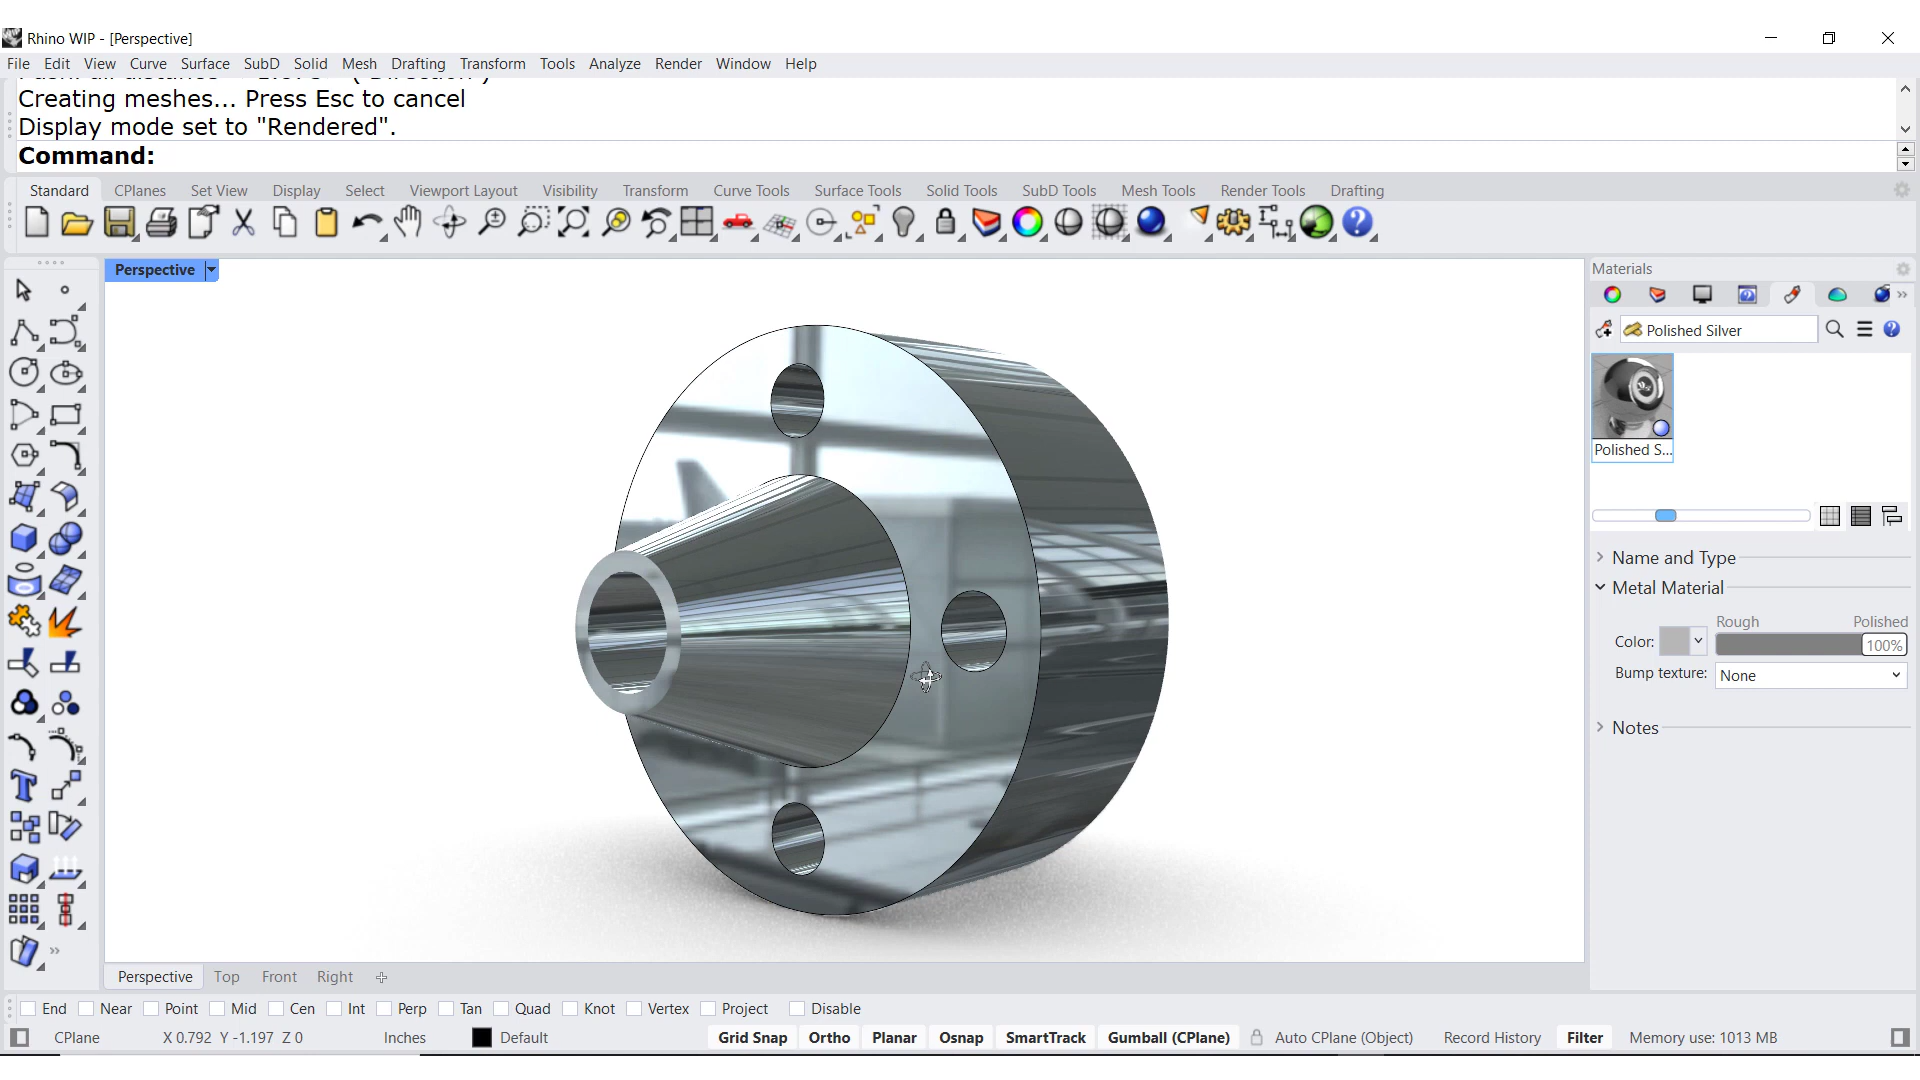 Rhino WIP - [Perspective]
File Edit View Curve Surface SubD Solid Mesh Drafting Transform Tools Analyze Render Window Help
Creating meshes... Press Esc to cancel
Display mode set to "Rendered".
Command:
Standard CPlanes Set View Display Select Viewport Layout Visibility Transform Curve Tools Surface Tools Solid Tools SubD Tools Mesh Tools Render Tools Drafting
Perspective
Materials
Polished Silver
Polished S...
Name and Type
Metal Material
Rough Polished
Color: 100%
Bump texture: None
Notes
Perspective Top Front Right
End Near Point Mid Cen Int Perp Tan Quad Knot Vertex Project Disable
CPlane X 0.792 Y -1.197 Z 0 Inches Default Grid Snap Ortho Planar Osnap SmartTrack Gumball (CPlane) Auto CPlane (Object) Record History Filter Memory use: 1013 MB